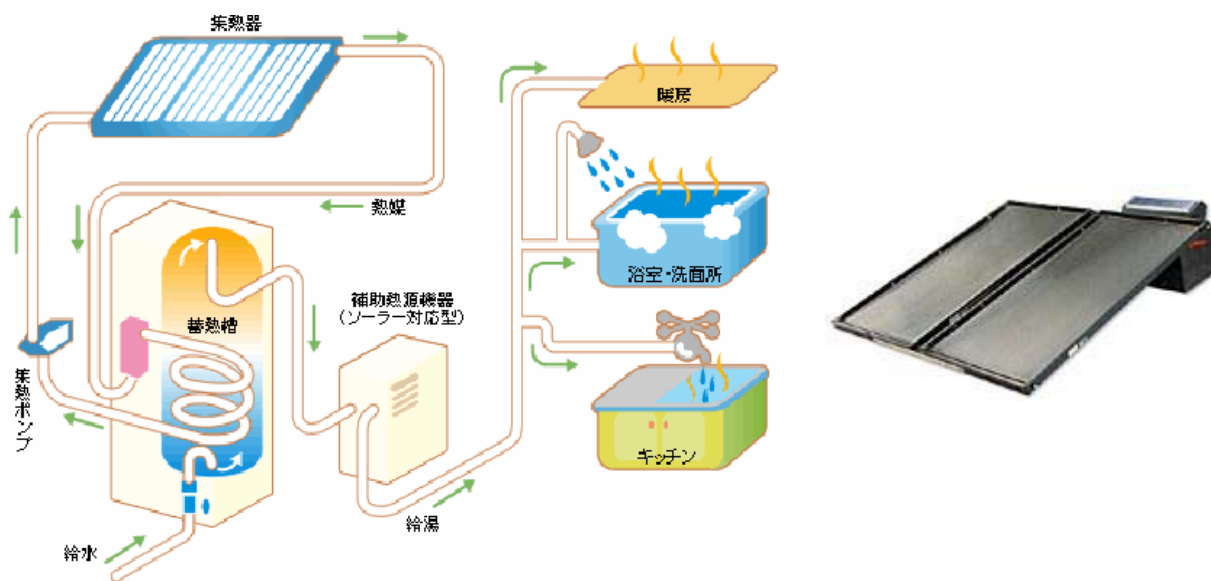 集熱器
熱媒
暖房
浴室・洗面所
補助熱源機器
(ソーラー対応型)
蓄熱槽
集熱ポンプ
キッチン
給湯
給水